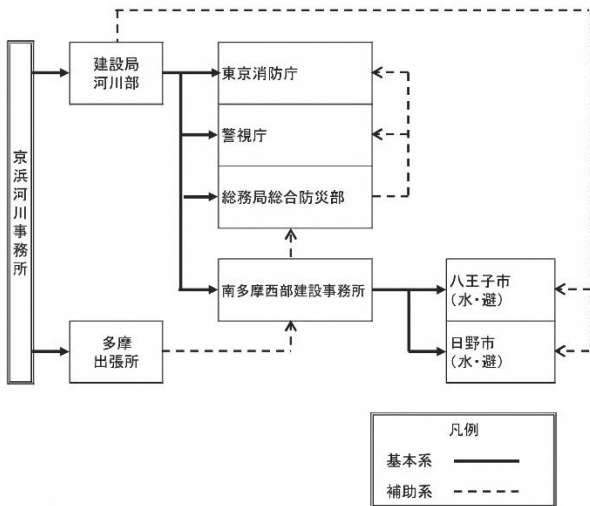 京浜河川事務所
建設局
河川部
東京消防庁
警視庁
総務局総合防災部
南多摩西部建設事務所
八王子市
(水・避)
日野市
(水・避)
多摩
出張所
凡例
基本系
補助系